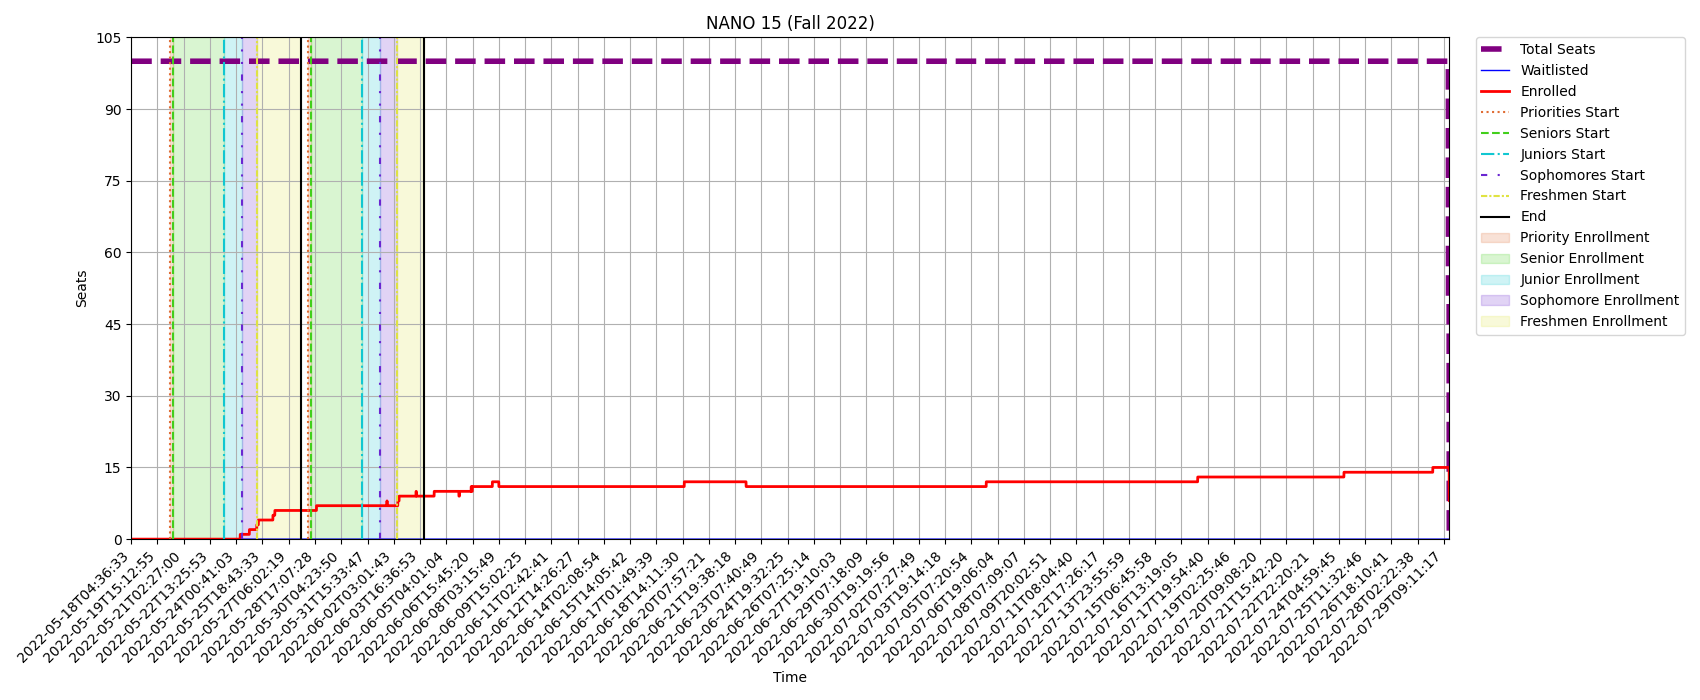 NANO 15 (Fall 2022)
105
90
75
60
45
30
15
0
Seats
2022-05-18T04:36:33
2022-05-19T15:12:55
2022-05-21T02:27:00
2022-05-22T13:25:53
2022-05-24T00:41:03
2022-05-25T18:43:33
2022-05-27T06:02:19
2022-05-28T17:07:28
2022-05-30T04:23:50
2022-05-31T15:33:47
2022-06-02T03:01:43
2022-06-03T16:36:53
2022-06-05T04:01:04
2022-06-06T15:45:20
2022-06-08T03:15:49
2022-06-09T15:02:25
2022-06-11T02:42:41
2022-06-12T14:26:27
2022-06-14T02:08:54
2022-06-15T14:05:42
2022-06-17T01:49:39
2022-06-18T14:11:30
2022-06-20T07:57:21
2022-06-21T19:38:18
2022-06-23T07:40:49
2022-06-24T19:32:25
2022-06-26T07:25:14
2022-06-27T19:10:03
2022-06-29T07:18:09
2022-06-30T19:19:56
2022-07-02T07:27:49
2022-07-03T19:14:18
2022-07-05T07:20:54
2022-07-06T19:06:04
2022-07-08T07:09:07
2022-07-09T20:02:51
2022-07-11T08:04:40
2022-07-12T17:26:17
2022-07-13T23:55:59
2022-07-15T06:45:58
2022-07-16T13:19:05
2022-07-17T19:54:40
2022-07-19T02:25:46
2022-07-20T09:08:20
2022-07-21T15:42:20
2022-07-22T22:20:21
2022-07-24T04:59:45
2022-07-25T11:32:46
2022-07-26T18:10:41
2022-07-28T02:22:38
2022-07-29T09:11:17
Time
Total Seats
Waitlisted
Enrolled
Priorities Start
Seniors Start
Juniors Start
Sophomores Start
Freshmen Start
End
Priority Enrollment
Senior Enrollment
Junior Enrollment
Sophomore Enrollment
Freshmen Enrollment